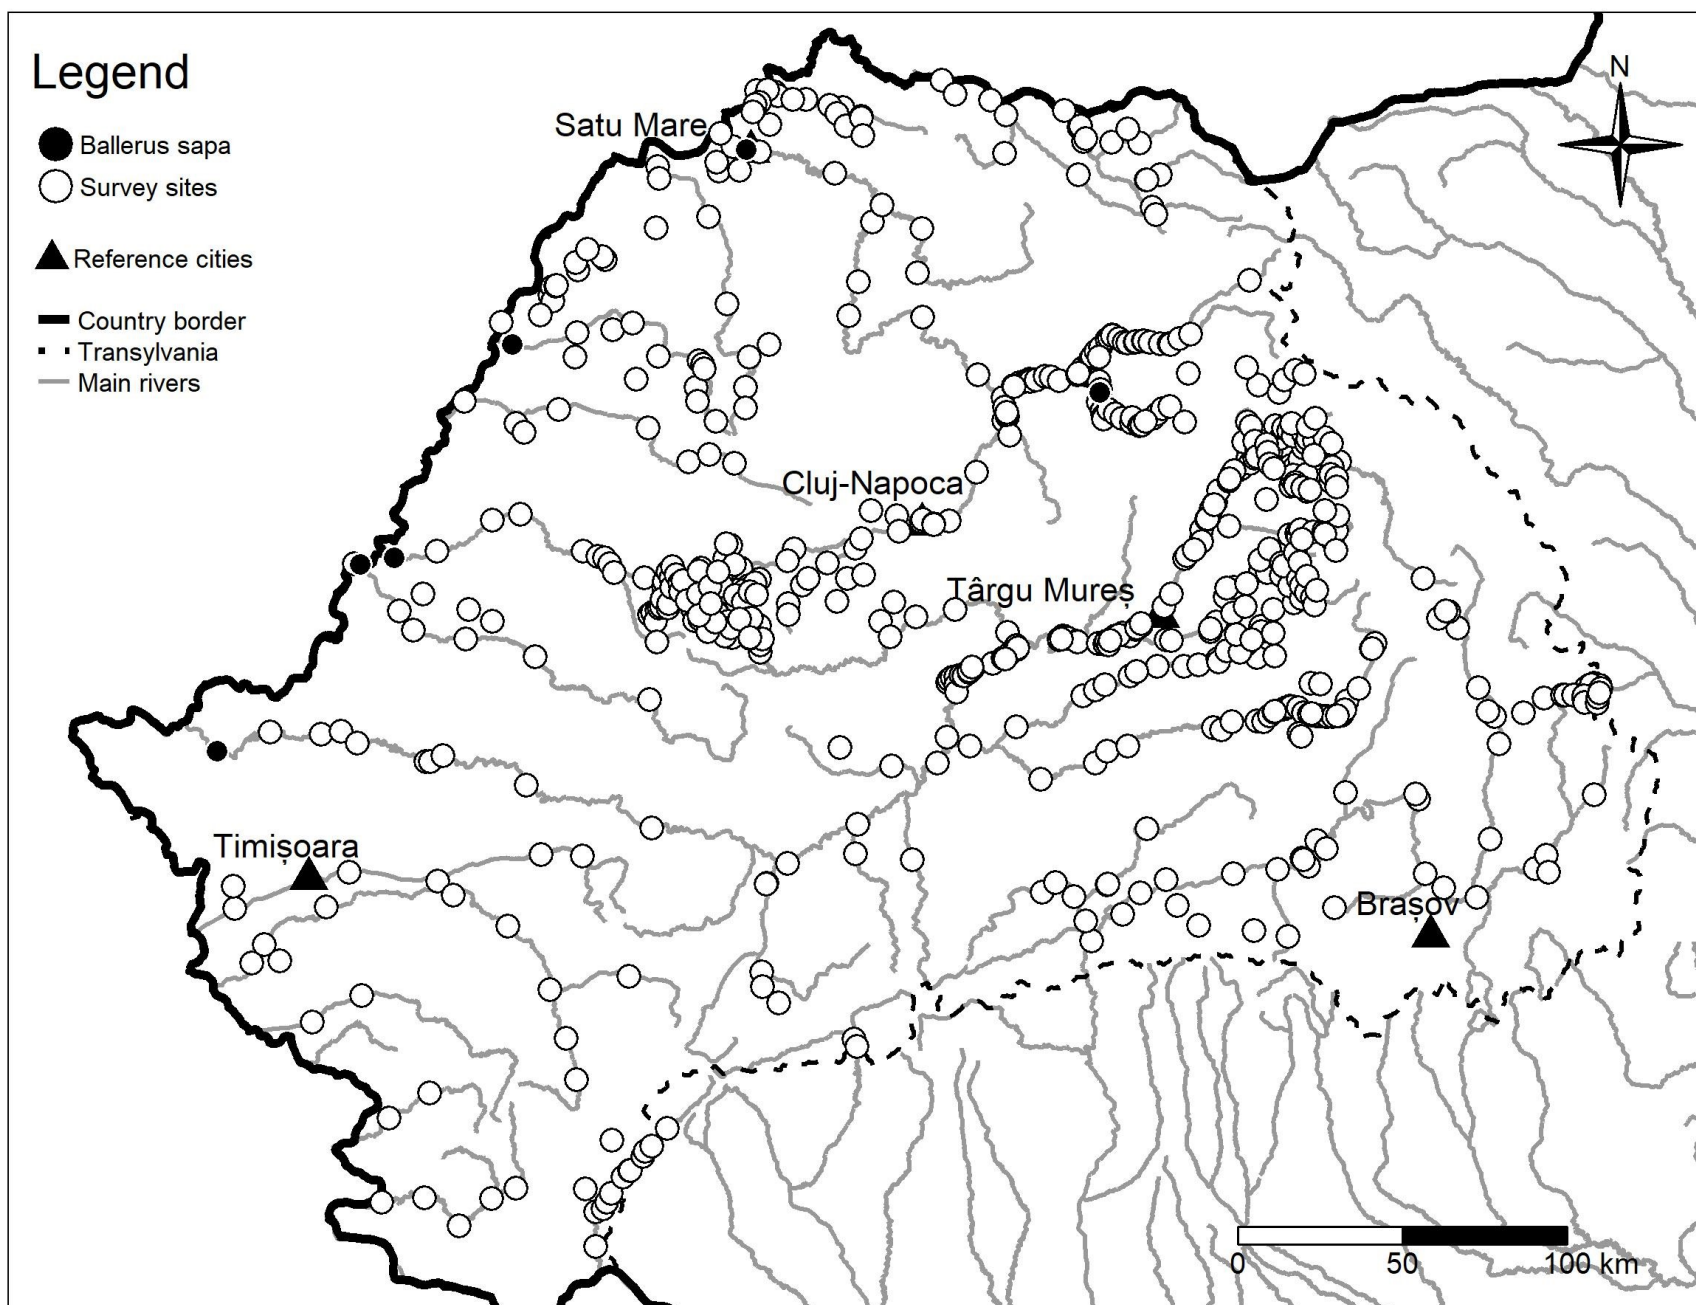 Legend
Ballerus sapa
Survey sites
Reference cities
Country border
Transylvania
Main rivers
N
Satu Mare
Cluj-Napoca
Târgu Mureș
Timișoara
Brașov
0 50 100 km